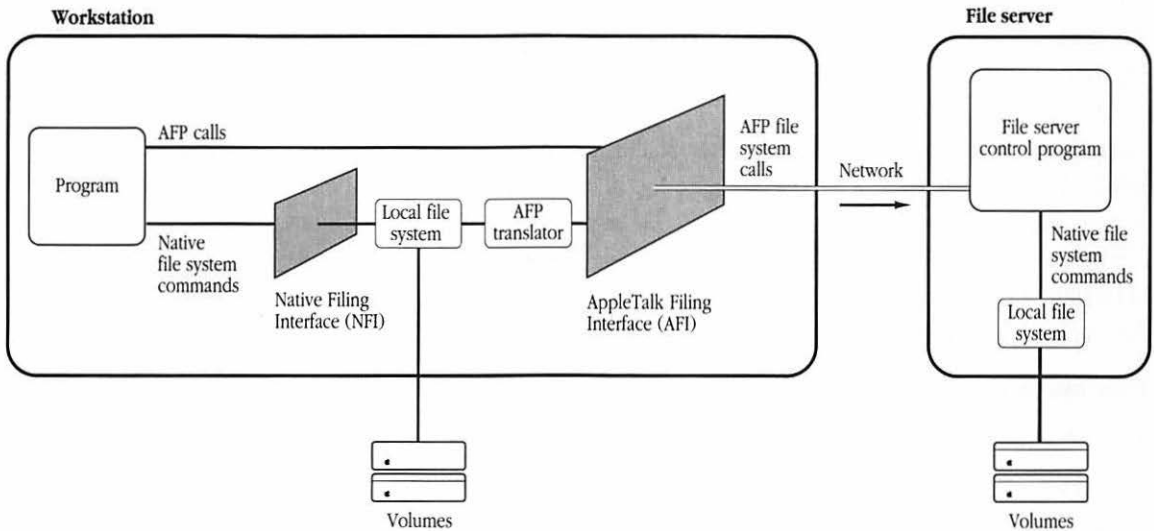 Workstation
File server
AFP calls
Program
Native
file system
commands
Native Filing
Interface (NFI)
Local file
system
AFP
translator
AppleTalk Filing
Interface (AFI)
AFP file
system
calls
Network
File server
control program
Native file
system
commands
Local file
system
Volumes
Volumes